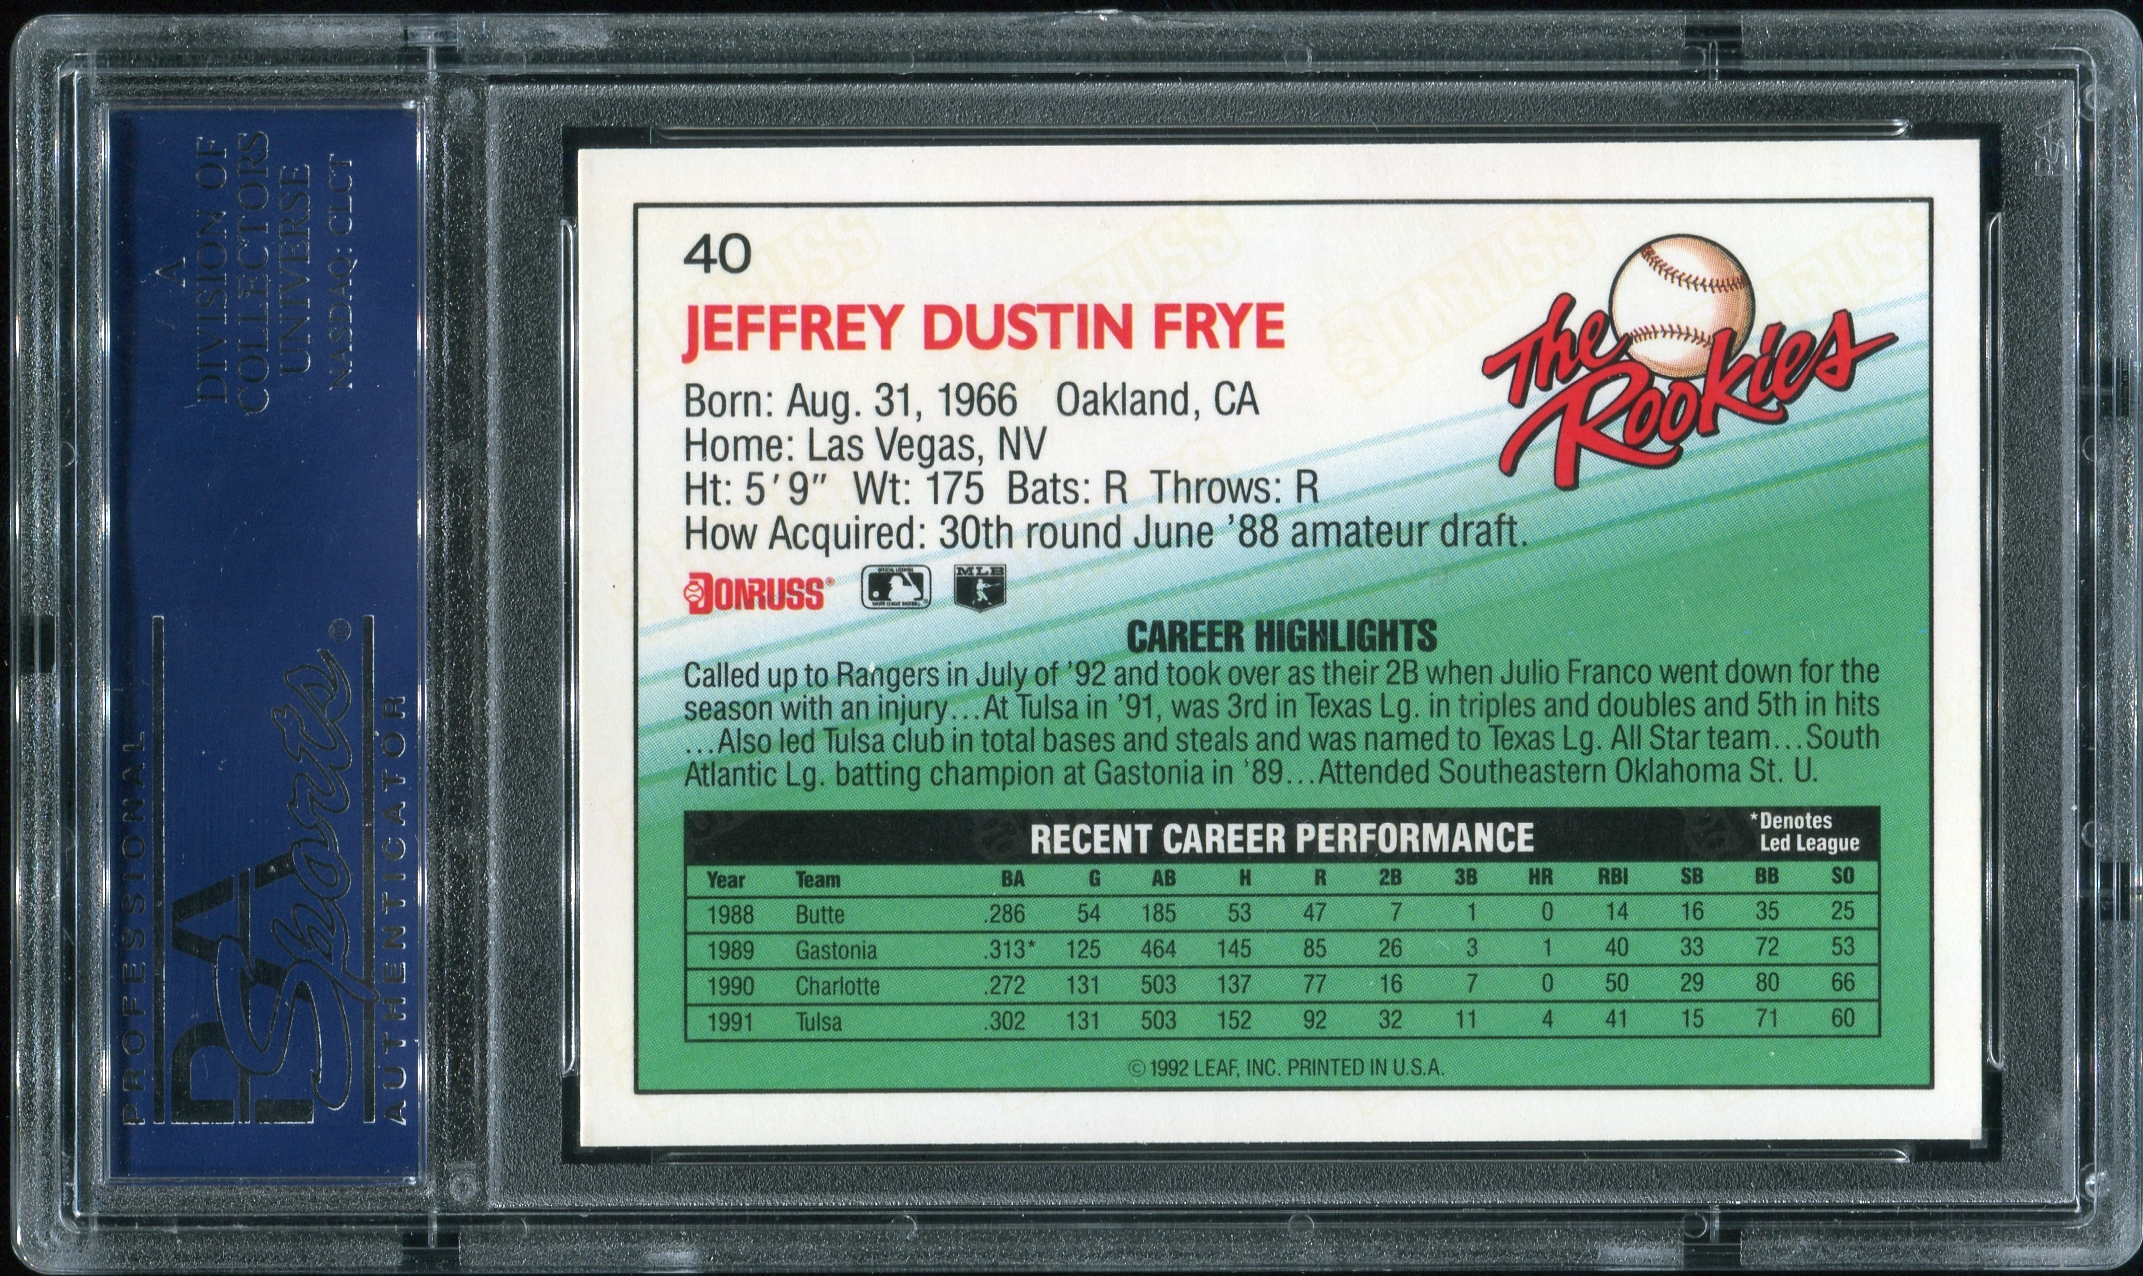 A
DIVISION OF
COLLECTORS
UNIVERSE
NASDAQ: CLCT
PROFESSIONAL
PSA
Sports®
AUTHENTICATOR
40
JEFFREY DUSTIN FRYE
The
Rookies
Born: Aug. 31, 1966 Oakland, CA
Home: Las Vegas, NV
Ht: 5'9" Wt: 175 Bats: R Throws: R
How Acquired: 30th round June '88 amateur draft.
DONRUSS® MLB
CAREER HIGHLIGHTS
Called up to Rangers in July of '92 and took over as their 2B when Julio Franco went down for the
season with an injury...At Tulsa in '91, was 3rd in Texas Lg. in triples and doubles and 5th in hits
...Also led Tulsa club in total bases and steals and was named to Texas Lg. All Star team...South
Atlantic Lg. batting champion at Gastonia in '89...Attended Southeastern Oklahoma St. U.
RECENT CAREER PERFORMANCE
*Denotes
Led League
Year Team BA G AB H R 2B 3B HR RBI SB BB SO
1988 Butte .286 54 185 53 47 7 1 0 14 16 35 25
1989 Gastonia .313* 125 464 145 85 26 3 1 40 33 72 53
1990 Charlotte .272 131 503 137 77 16 7 0 50 29 80 66
1991 Tulsa .302 131 503 152 92 32 11 4 41 15 71 60
© 1992 LEAF, INC. PRINTED IN U.S.A.